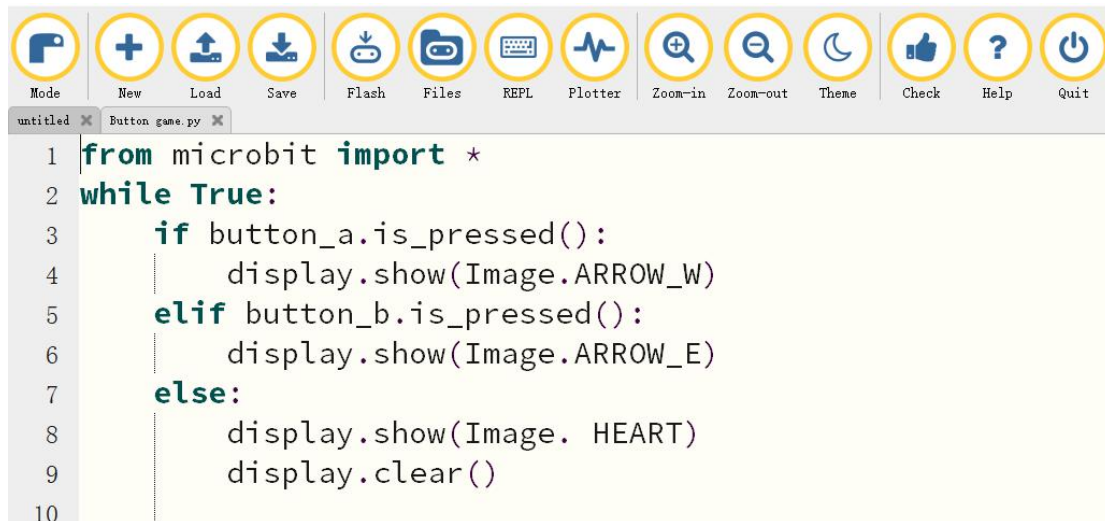 Mode New Load Save Flash Files REPL Plotter Zoom-in Zoom-out Theme Check Help Quit
untitled Button game.py
1 from microbit import *
2 while True:
3 if button_a.is_pressed():
4 display.show(Image.ARROW_W)
5 elif button_b.is_pressed():
6 display.show(Image.ARROW_E)
7 else:
8 display.show(Image. HEART)
9 display.clear()
10